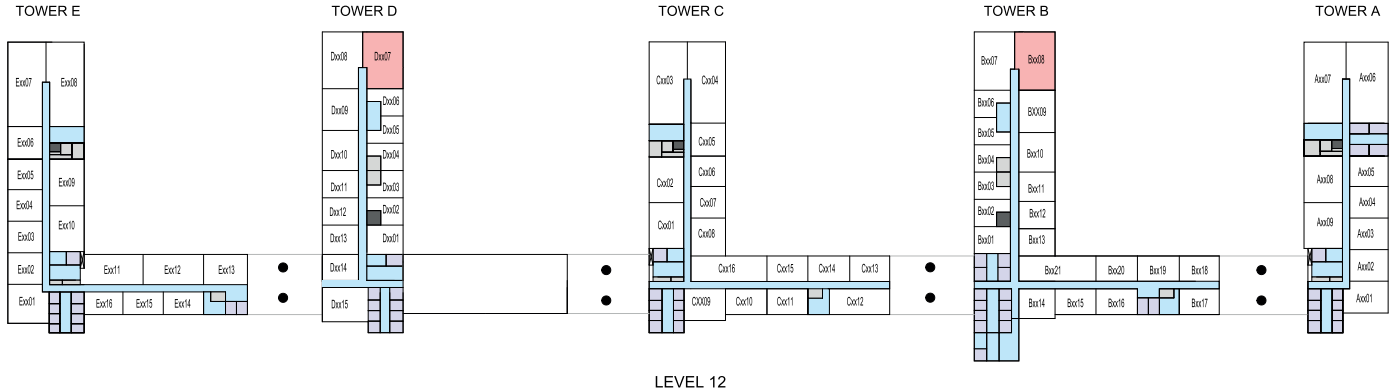 TOWER E
TOWER D
TOWER C
TOWER B
TOWER A
Exx07
Exx08
Exx06
Exx05
Exx09
Exx04
Exx10
Exx03
Exx02
Exx11
Exx12
Exx13
Exx01
Exx16
Exx15
Exx14
Dxx08
Dxx07
Dxx09
Dxx06
Dxx05
Dxx10
Dxx04
Dxx11
Dxx03
Dxx12
Dxx02
Dxx13
Dxx01
Dxx14
Dxx15
Cxx03
Cxx04
Cxx05
Cxx02
Cxx06
Cxx07
Cxx01
Cxx08
Cxx16
Cxx15
Cxx14
Cxx13
CXX09
Cxx10
Cxx11
Cxx12
Bxx07
Bxx08
Bxx06
BXX09
Bxx05
Bxx04
Bxx10
Bxx03
Bxx11
Bxx02
Bxx12
Bxx01
Bxx13
Bxx21
Bxx20
Bxx19
Bxx18
Bxx14
Bxx15
Bxx16
Bxx17
Axx07
Axx06
Axx08
Axx05
Axx04
Axx09
Axx03
Axx02
Axx01
LEVEL 12